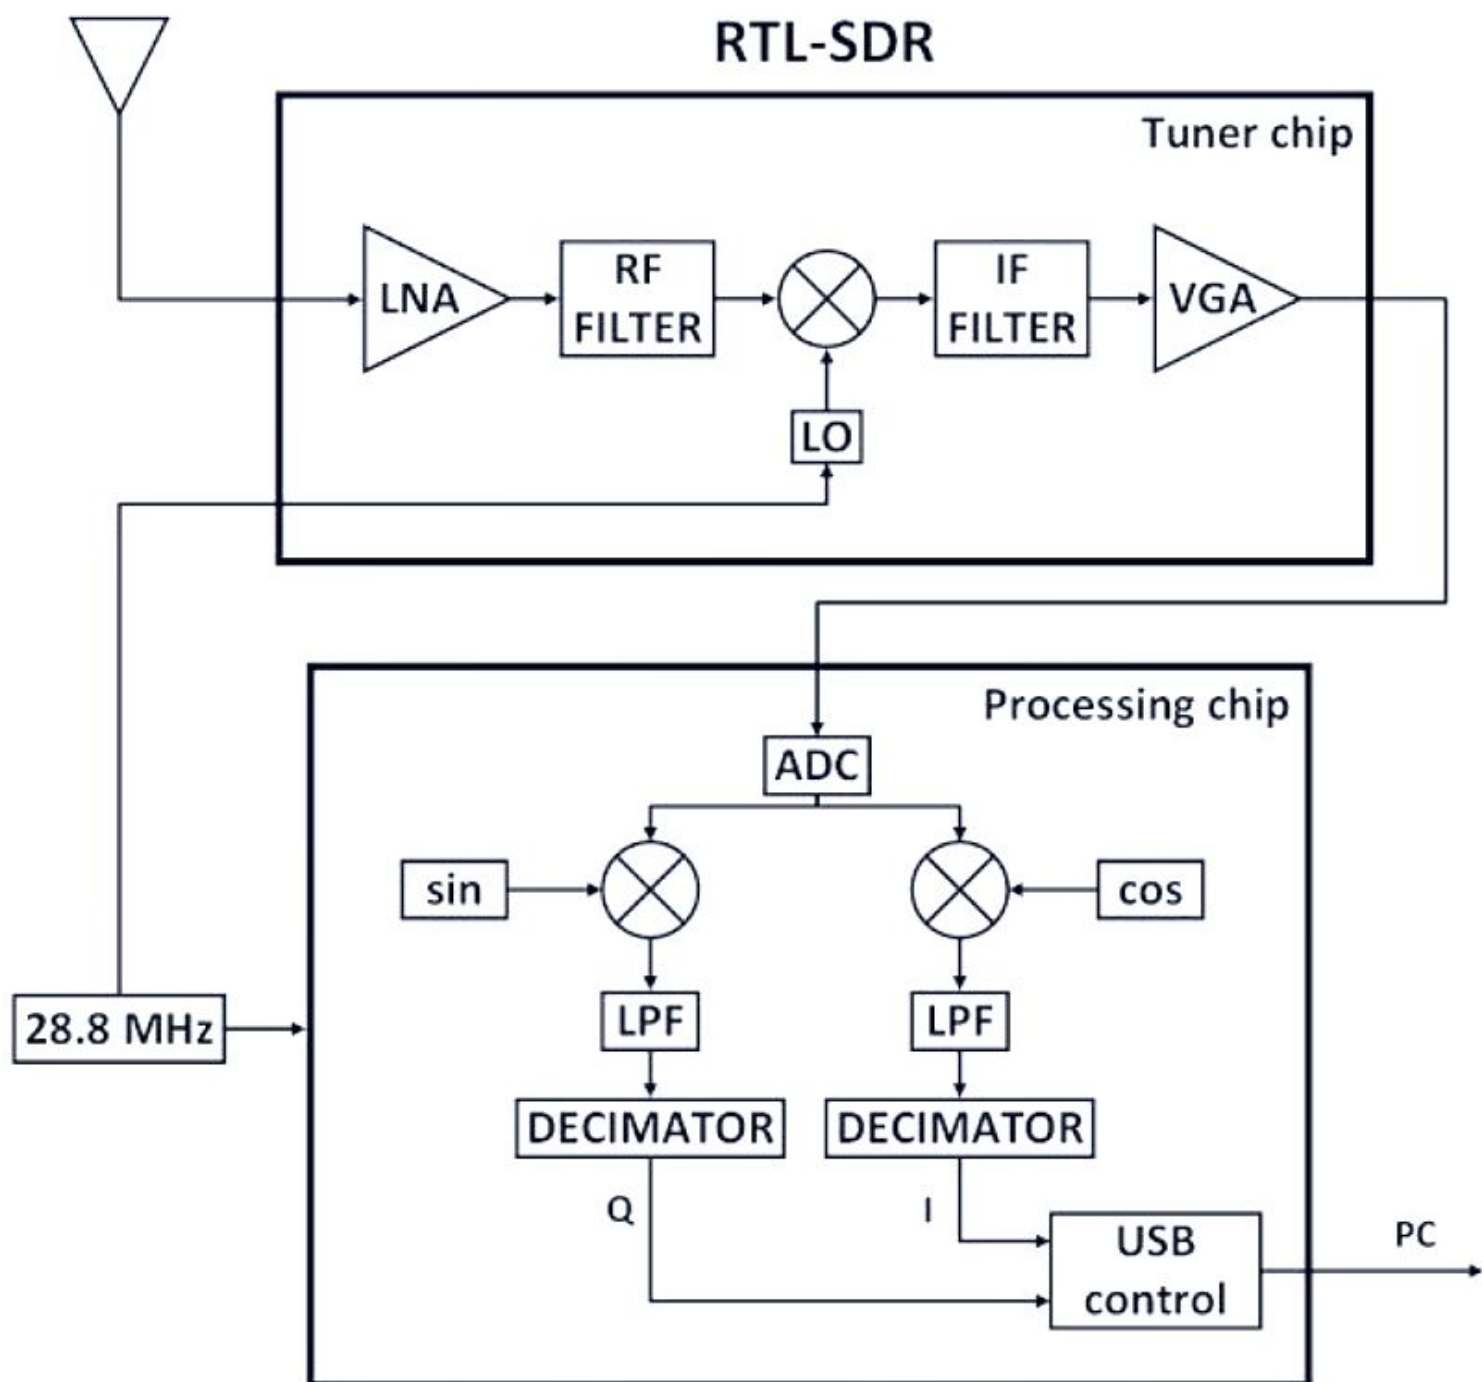 RTL-SDR
Tuner chip
LNA
RF
FILTER
IF
FILTER
VGA
LO
Processing chip
ADC
sin
cos
28.8 MHz
LPF
LPF
DECIMATOR
DECIMATOR
Q
I
USB
control
PC